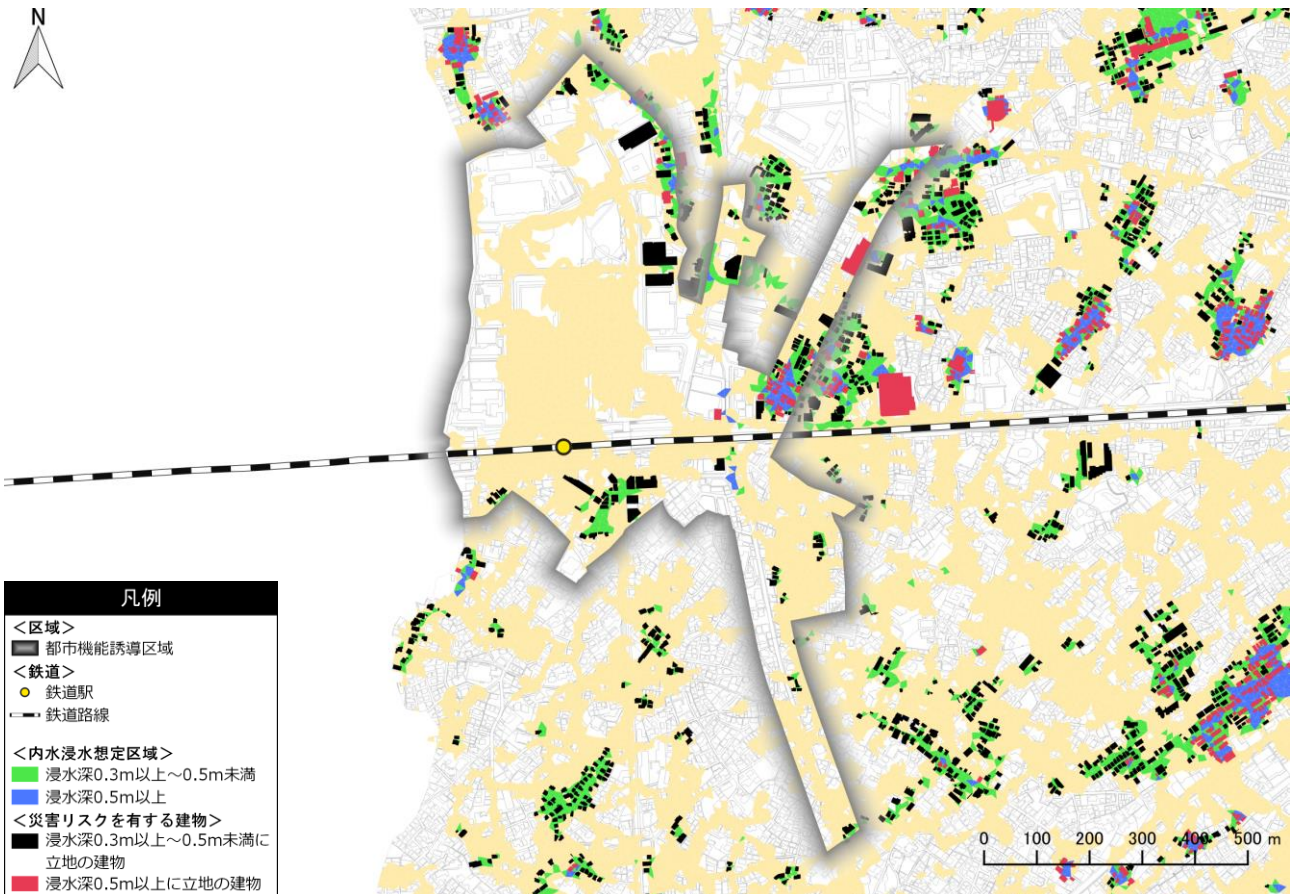 N
凡例
＜区域＞
都市機能誘導区域
＜鉄道＞
鉄道駅
鉄道路線
＜内水浸水想定区域＞
浸水深0.3m以上～0.5m未満
浸水深0.5m以上
＜災害リスクを有する建物＞
浸水深0.3m以上～0.5m未満に
立地の建物
浸水深0.5m以上に立地の建物
0 100 200 300 400 500 m